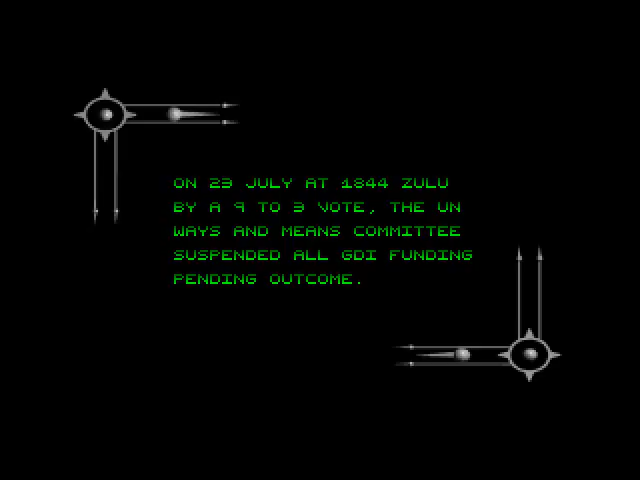 ON 29 JULY AT 1844 ZULU
BY A 9 TO 3 VOTE, THE UN
WAYS AND MEANS COMMITTEE
SUSPENDED ALL GDI FUNDING
PENDING OUTCOME.